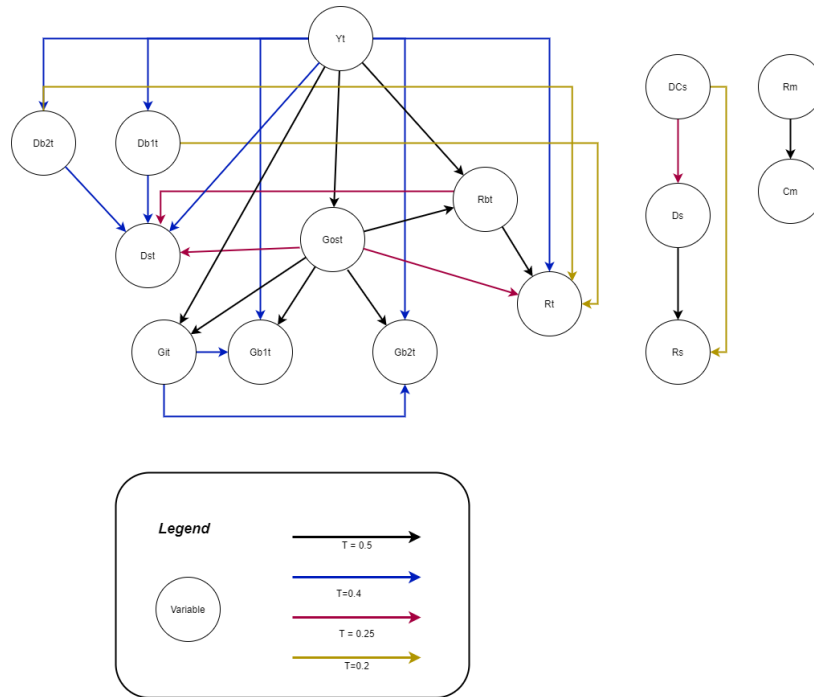 Yt
DCs
Rm
Db2t
Db1t
Rbt
Cm
Ds
Gost
Dst
Rt
Git
Gb1t
Gb2t
Rs
Legend
T = 0.5
T=0.4
Variable
T = 0.25
T=0.2